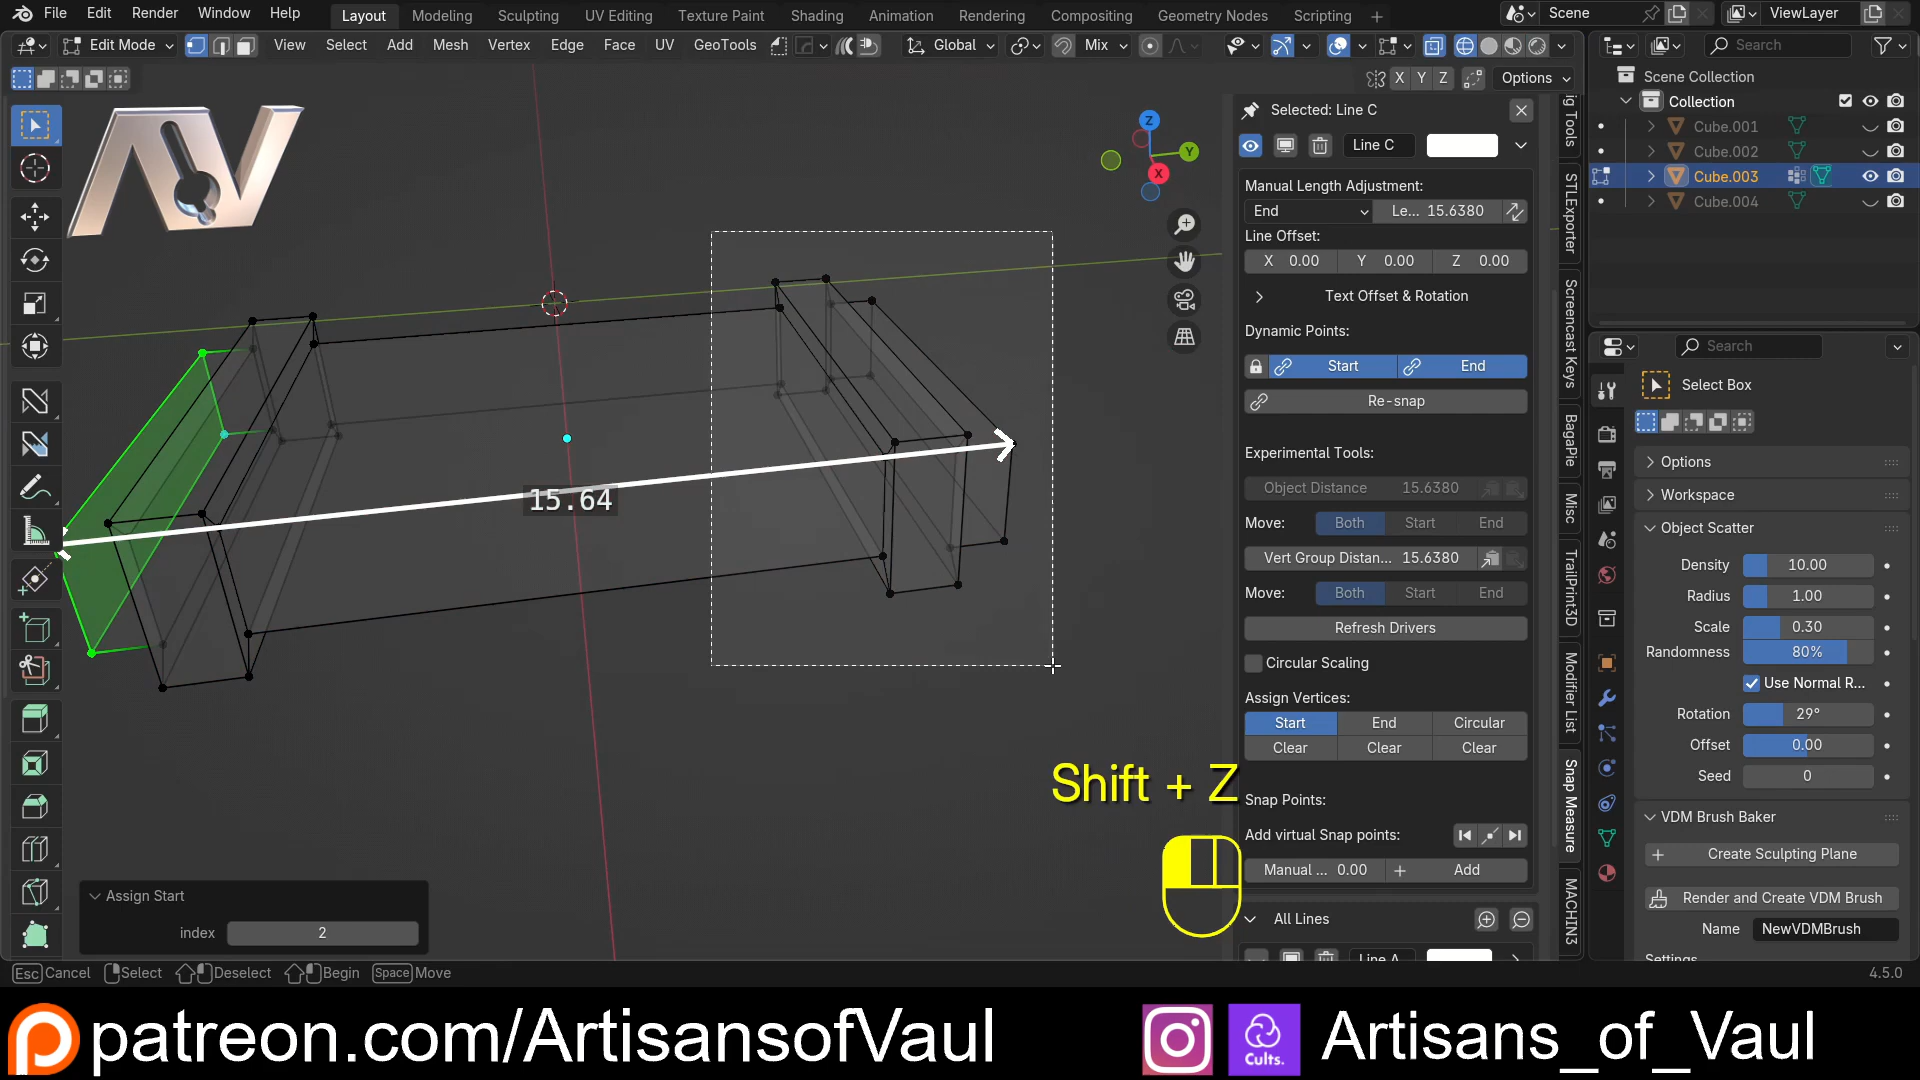 File Edit Render Window Help Layout Modeling Sculpting UV Editing Texture Paint Shading Animation Rendering Compositing Geometry Nodes Scripting + Scene ViewLayer
Edit Mode View Select Add Mesh Vertex Edge Face UV GeoTools Global Mix Search
X Y Z Options
Scene Collection
Collection
Cube.001
Cube.002
Cube.003
Cube.004
AV
Z
Y
X
Selected: Line C
Line C
Manual Length Adjustment:
End Le... 15.6380
Line Offset:
X 0.00 Y 0.00 Z 0.00
Text Offset & Rotation
Dynamic Points:
Start End
Re-snap
Experimental Tools:
Object Distance 15.6380
Move: Both Start End
Vert Group Distan... 15.6380
Move: Both Start End
Refresh Drivers
Circular Scaling
Assign Vertices:
Start End Circular
Clear Clear Clear
Snap Points:
Add virtual Snap points:
Manual ... 0.00 + Add
All Lines
Line A
ig Tools
STLExporter
Screencast Keys
BagaPie
Misc
TrailPrint3D
Modifier List
Snap Measure
MACHIN3
Search
Select Box
Options
Workspace
Object Scatter
Density 10.00
Radius 1.00
Scale 0.30
Randomness 80%
Use Normal R...
Rotation 29°
Offset 0.00
Seed 0
VDM Brush Baker
+ Create Sculpting Plane
Render and Create VDM Brush
Name NewVDMBrush
Settings
15.64
Shift + Z
Assign Start
index 2
Esc Cancel Select Deselect Begin Space Move 4.5.0
patreon.com/ArtisansofVaul
Cults.
Artisans_of_Vaul